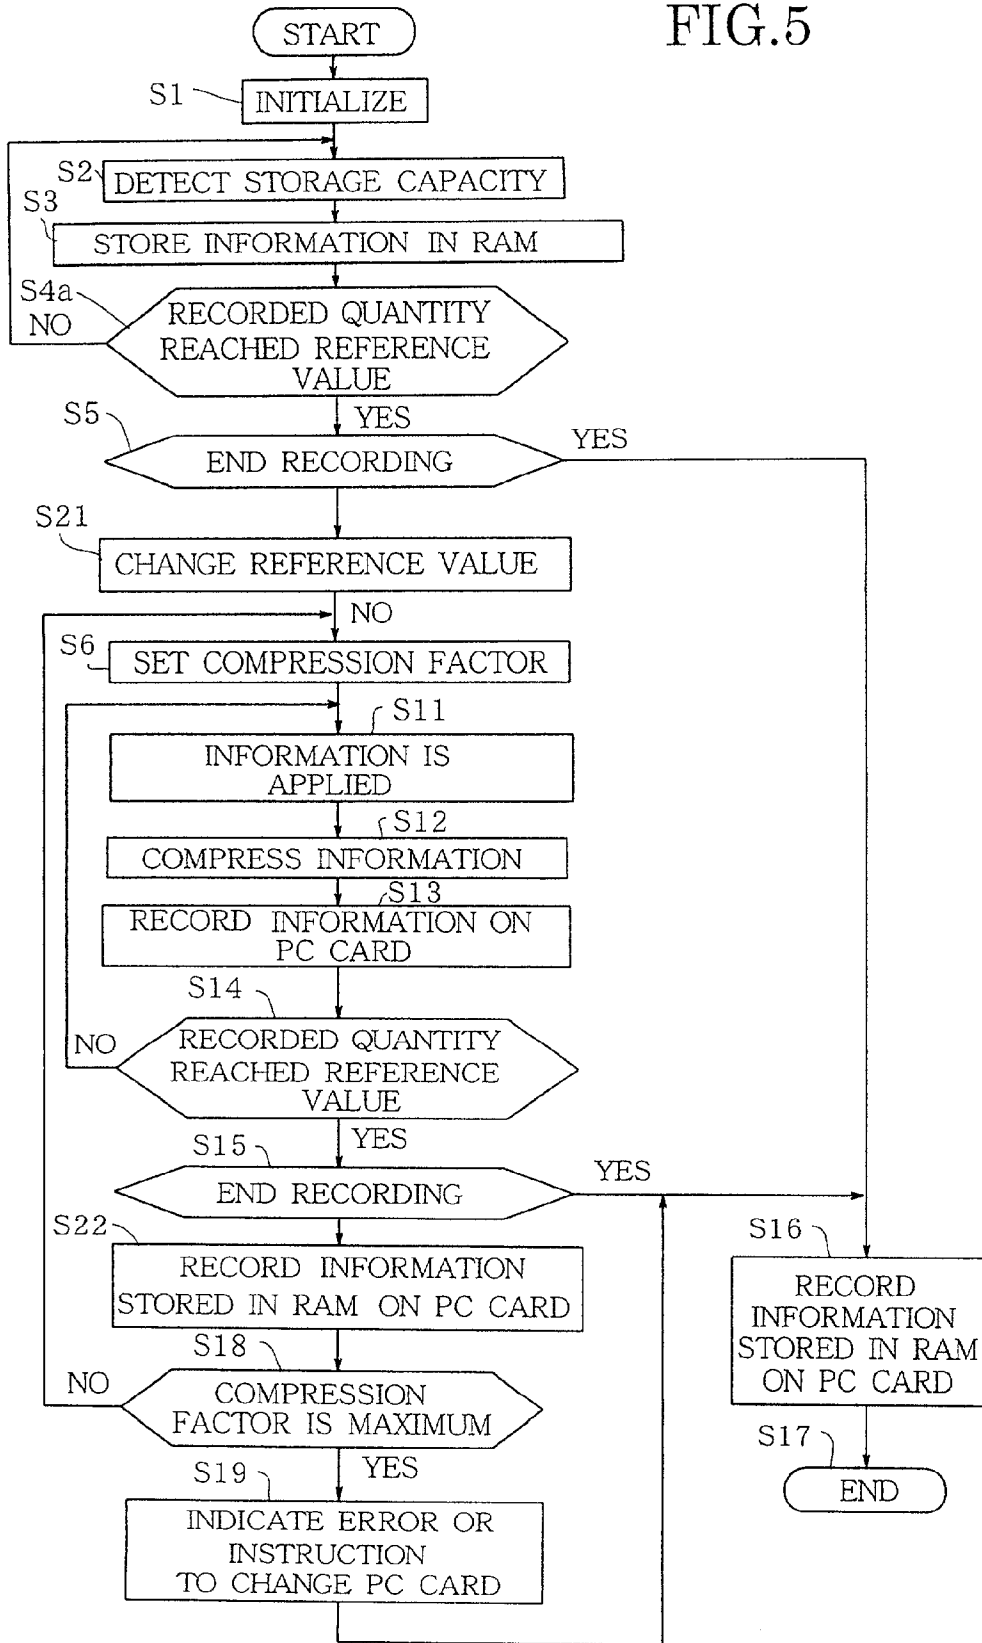 FIG.5
START
S1
INITIALIZE
S2
DETECT STORAGE CAPACITY
S3
STORE INFORMATION IN RAM
S4a
NO
RECORDED QUANTITY
REACHED REFERENCE
VALUE
YES
S5
YES
END RECORDING
S21
CHANGE REFERENCE VALUE
NO
S6
SET COMPRESSION FACTOR
S11
INFORMATION IS
APPLIED
S12
COMPRESS INFORMATION
S13
RECORD INFORMATION ON
PC CARD
S14
NO
RECORDED QUANTITY
REACHED REFERENCE
VALUE
YES
S15
YES
END RECORDING
S22
RECORD INFORMATION
STORED IN RAM ON PC CARD
S18
NO
COMPRESSION
FACTOR IS MAXIMUM
YES
S19
INDICATE ERROR OR
INSTRUCTION
TO CHANGE PC CARD
S16
RECORD
INFORMATION
STORED IN RAM
ON PC CARD
S17
END